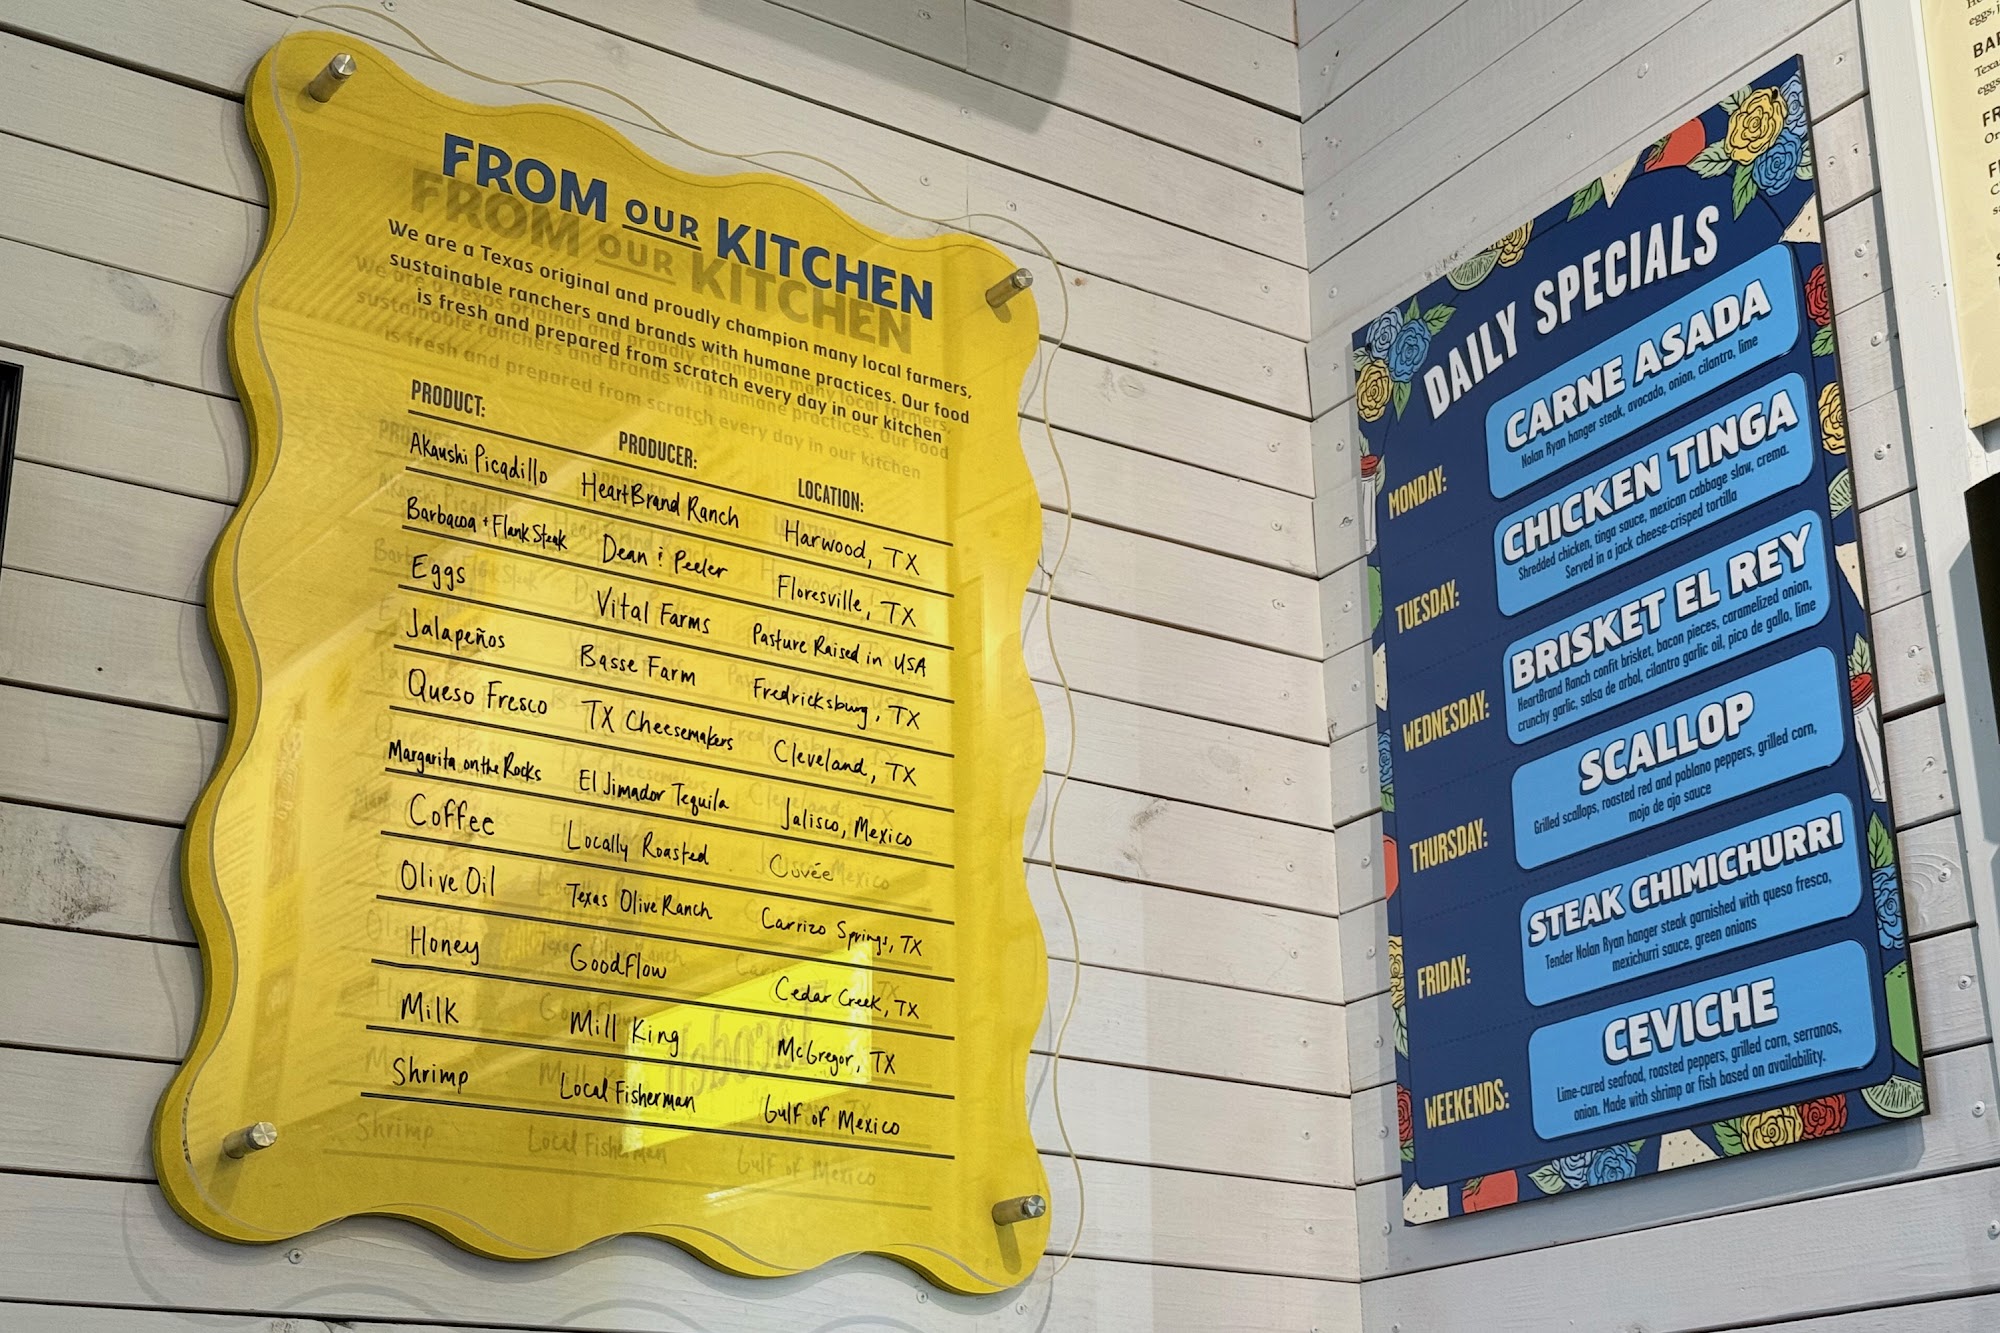 FROM OUR KITCHEN
We are a Texas original and proudly champion many local farmers,
sustainable ranchers and brands with humane practices. Our food
is fresh and prepared from scratch every day in our kitchen
PRODUCT: PRODUCER: LOCATION:
Akaushi Picadillo HeartBrand Ranch Harwood, TX
Barbacoa + Flank Steak Dean & Peeler Floresville, TX
Eggs Vital Farms Pasture Raised in USA
Jalapeños Basse Farm Fredricksburg, TX
Queso Fresco TX Cheesemakers Cleveland, TX
Margarita on the Rocks El Jimador Tequila Jalisco, Mexico
Coffee Locally Roasted Cuvée
Olive Oil Texas Olive Ranch Carrizo Springs, TX
Honey Goodflow Cedar Creek, TX
Milk Mill King McGregor, TX
Shrimp Local Fisherman Gulf of Mexico
DAILY SPECIALS
MONDAY:
CARNE ASADA
Nolan Ryan hanger steak, avocado, onion, cilantro, lime
TUESDAY:
CHICKEN TINGA
Shredded chicken, tinga sauce, mexican cabbage slaw, crema.
Served in a jack cheese-crisped tortilla
WEDNESDAY:
BRISKET EL REY
HeartBrand Ranch confit brisket, bacon pieces, caramelized onion,
crunchy garlic, salsa de arbol, cilantro garlic oil, pico de gallo, lime
THURSDAY:
SCALLOP
Grilled scallops, roasted red and poblano peppers, grilled corn,
mojo de ajo sauce
FRIDAY:
STEAK CHIMICHURRI
Tender Nolan Ryan hanger steak garnished with queso fresco,
mexichurri sauce, green onions
WEEKENDS:
CEVICHE
Lime-cured seafood, roasted peppers, grilled corn, serranos,
onion. Made with shrimp or fish based on availability.
eggs,